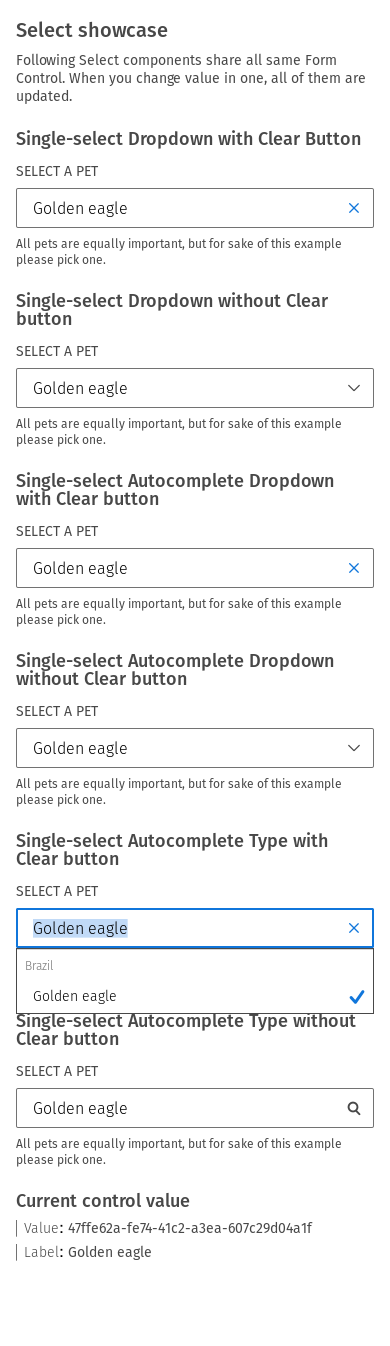 Select showcase
Following Select components share all same Form
Control. When you change value in one, all of them are
updated.
Single-select Dropdown with Clear Button
SELECT A PET
Golden eagle
All pets are equally important, but for sake of this example
please pick one.
Single-select Dropdown without Clear
button
SELECT A PET
Golden eagle
All pets are equally important, but for sake of this example
please pick one.
Single-select Autocomplete Dropdown
with Clear button
SELECT A PET
Golden eagle
All pets are equally important, but for sake of this example
please pick one.
Single-select Autocomplete Dropdown
without Clear button
SELECT A PET
Golden eagle
All pets are equally important, but for sake of this example
please pick one.
Single-select Autocomplete Type with
Clear button
SELECT A PET
Golden eagle
Brazil
Golden eagle
Single-select Autocomplete Type without
Clear button
SELECT A PET
Golden eagle
All pets are equally important, but for sake of this example
please pick one.
Current control value
Value: 47ffe62a-fe74-41c2-a3ea-607c29d04a1f
Label: Golden eagle